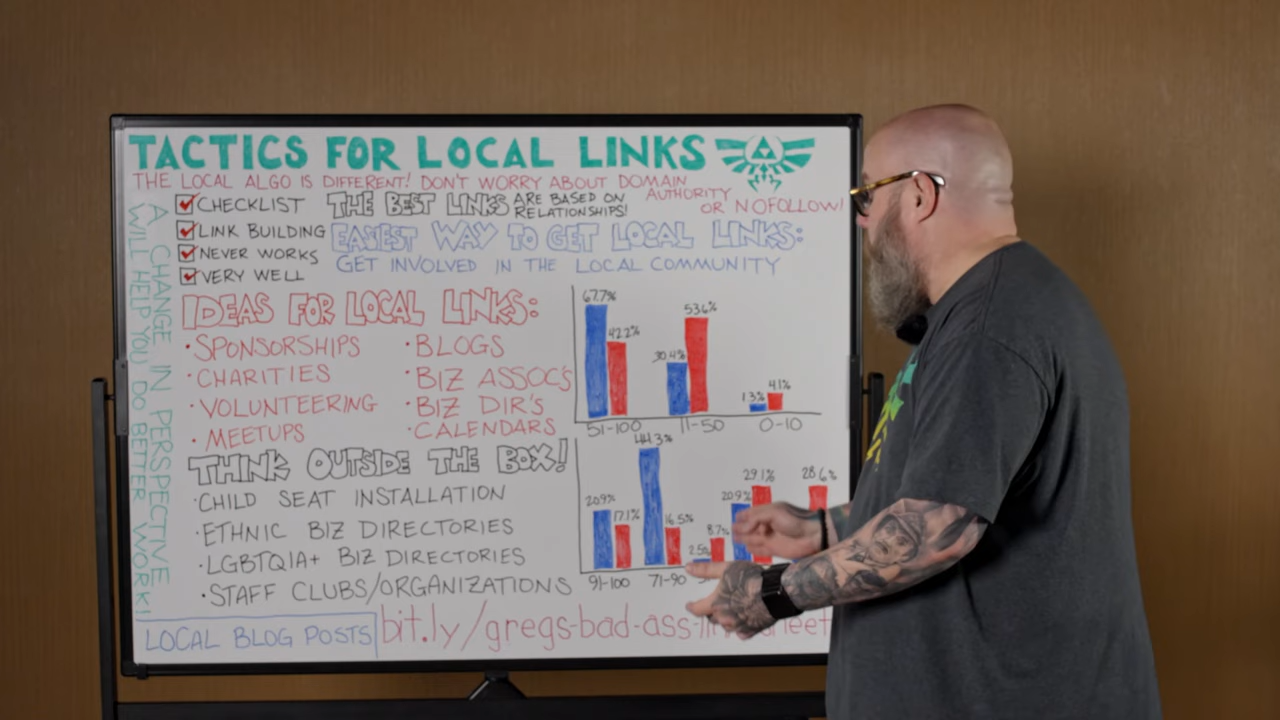 TACTICS FOR LOCAL LINKS
THE LOCAL ALGO IS DIFFERENT! DON'T WORRY ABOUT DOMAIN
AUTHORITY
OR NOFOLLOW!
A CHANGE IN PERSPECTIVE
WILL HELP YOU DO BETTER WORK!
CHECKLIST
LINK BUILDING
NEVER WORKS
VERY WELL
THE BEST LINKS ARE BASED ON
RELATIONSHIPS!
EASIEST WAY TO GET LOCAL LINKS:
GET INVOLVED IN THE LOCAL COMMUNITY
IDEAS FOR LOCAL LINKS:
• SPONSORSHIPS
• CHARITIES
• VOLUNTEERING
• MEETUPS
• BLOGS
• BIZ ASSOC'S
• BIZ DIR'S
• CALENDARS
67.7%
42.2%
30.4%
53.6%
1.3%
4.1%
51-100 11-50 0-10
THINK OUTSIDE THE BOX!
• CHILD SEAT INSTALLATION
• ETHNIC BIZ DIRECTORIES
• LGBTQIA+ BIZ DIRECTORIES
• STAFF CLUBS/ORGANIZATIONS
20.9%
17.1%
44.3%
16.5%
2.5%
8.7%
20.9%
29.1%
28.6%
91-100 71-90
LOCAL BLOG POSTS
bit.ly/gregs-bad-ass-